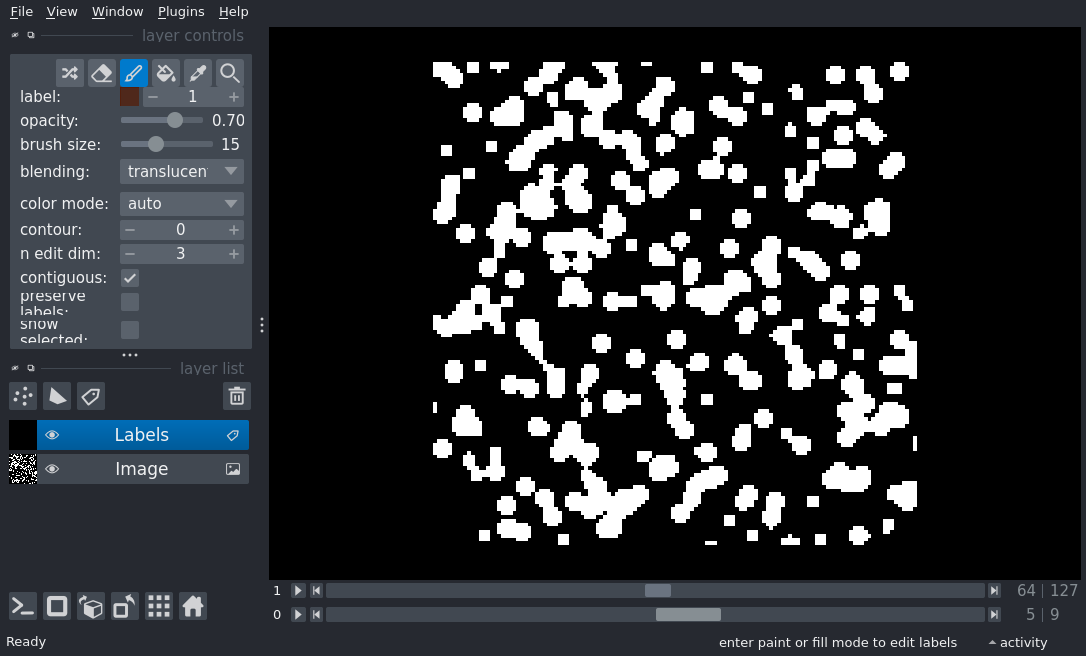 File View Window Plugins Help
layer controls
label: 1
opacity: 0.70
brush size: 15
blending: translucen
color mode: auto
contour: 0
n edit dim: 3
contiguous:
preserve
labels:
show
selected:
layer list
Labels
Image
1 64 127
0 5 9
Ready enter paint or fill mode to edit labels activity